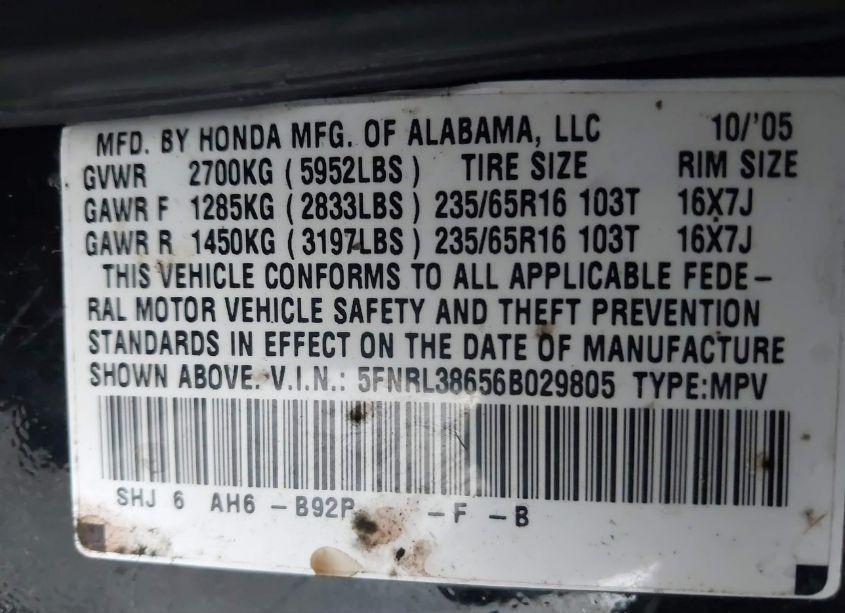 MFD. BY HONDA MFG. OF ALABAMA, LLC 10/'05
GVWR 2700KG (5952LBS) TIRE SIZE RIM SIZE
GAWR F 1285KG (2833LBS) 235/65R16 103T 16X7J
GAWR R 1450KG (3197LBS) 235/65R16 103T 16X7J
THIS VEHICLE CONFORMS TO ALL APPLICABLE FEDE-
RAL MOTOR VEHICLE SAFETY AND THEFT PREVENTION
STANDARDS IN EFFECT ON THE DATE OF MANUFACTURE
SHOWN ABOVE. V.I.N.: 5FNRL38656B029805 TYPE:MPV
SHJ 6 AH6 -B92P -F -B